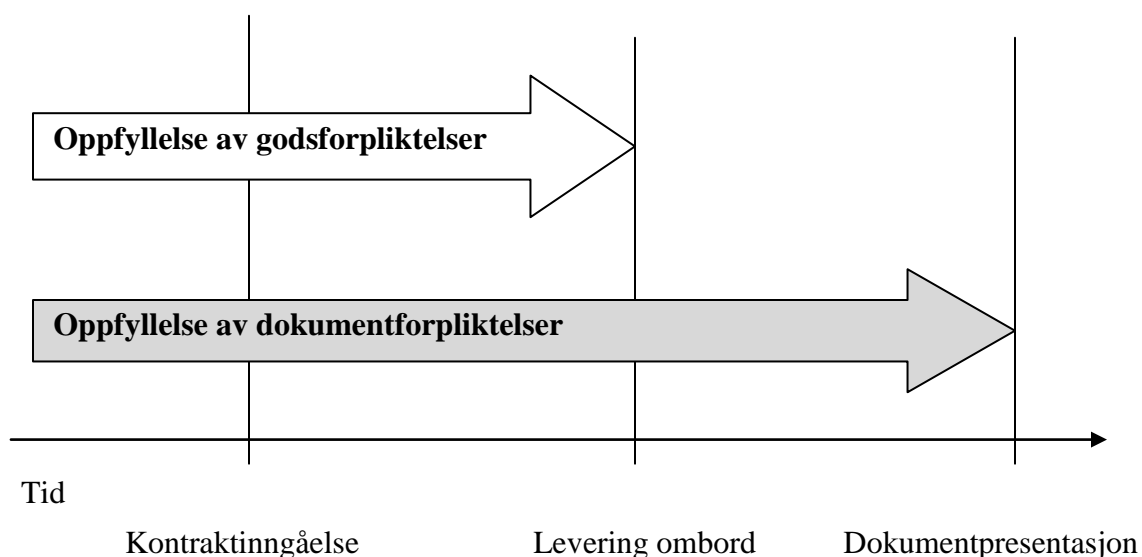 Oppfyllelse av godsforpliktelser
Oppfyllelse av dokumentforpliktelser
Tid
Kontraktinngåelse Levering ombord Dokumentpresentasjon